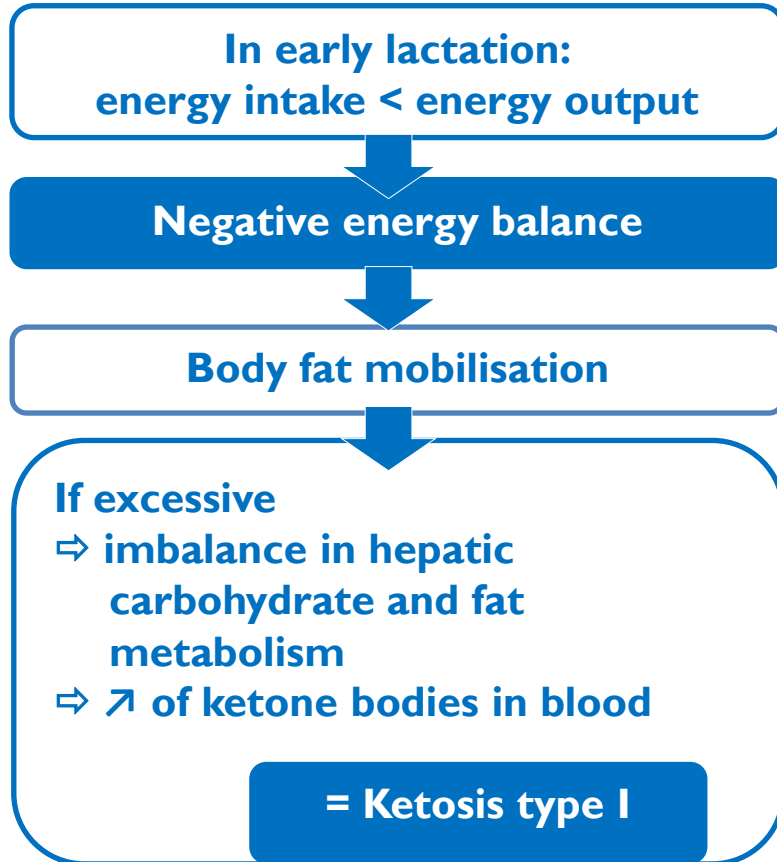 In early lactation:
energy intake < energy output
Negative energy balance
Body fat mobilisation
If excessive
⇨ imbalance in hepatic
carbohydrate and fat
metabolism
⇨ ↗ of ketone bodies in blood
= Ketosis type I